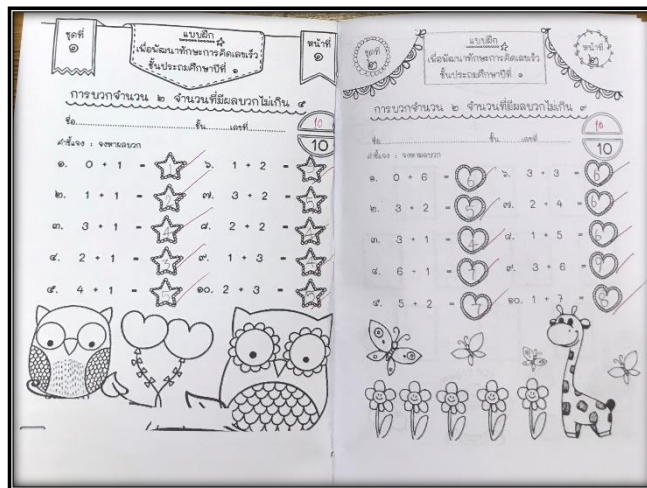 ชุดที่
๑
แบบฝึก
เพื่อพัฒนาทักษะการคิดเลขเร็ว
ชั้นประถมศึกษาปีที่ ๑
หน้าที่
๑
การบวกจำนวน ๒ จำนวนที่มีผลบวกไม่เกิน ๕
ชื่อ............ชั้น........เลขที่........
10
10
คำชี้แจง : จงหาผลบวก
๑. 0 + 1 = 1
๒. 1 + 1 = 2
๓. 3 + 1 = 4
๔. 2 + 1 = 3
๕. 4 + 1 = 5
๖. 1 + 2 =
๗. 3 + 2 = 5
๘. 2 + 2 =
๙. 1 + 3 =
๑๐. 2 + 3 = 5
ชุดที่
๒
แบบฝึก
เพื่อพัฒนาทักษะการคิดเลขเร็ว
ชั้นประถมศึกษาปีที่ ๑
หน้าที่
๒
การบวกจำนวน ๒ จำนวนที่มีผลบวกไม่เกิน ๙
ชื่อ............ชั้น........เลขที่........
10
10
คำชี้แจง : จงหาผลบวก
๑. 0 + 6 = 6
๒. 3 + 2 = 5
๓. 3 + 1 = 4
๔. 6 + 1 = 7
๕. 5 + 2 = 7
๖. 3 + 3 = 6
๗. 2 + 4 = 6
๘. 1 + 5 = 6
๙. 3 + 6 = 9
๑๐. 1 + 7 = 8